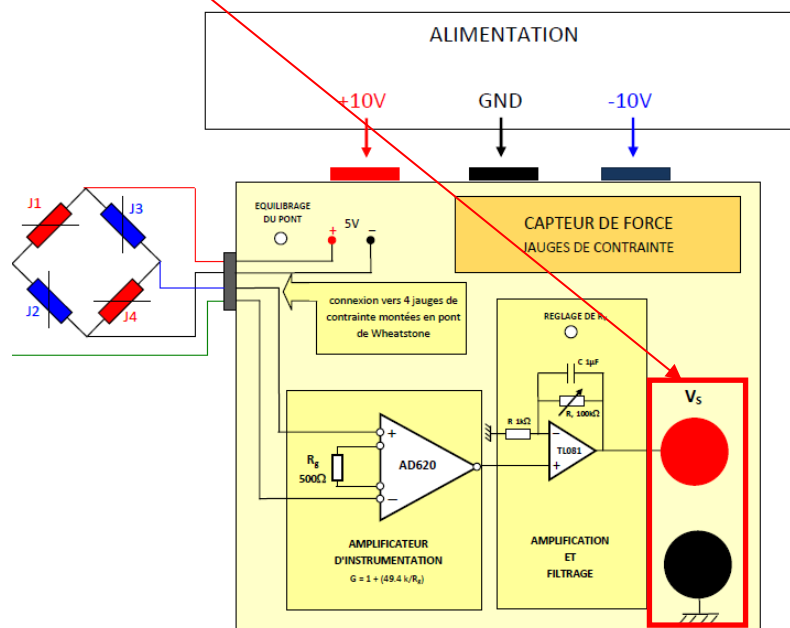 ALIMENTATION
+10V
GND
-10V
J1
J3
J2
J4
EQUILIBRAGE
DU PONT
5V
+
−
CAPTEUR DE FORCE
JAUGES DE CONTRAINTE
connexion vers 4 jauges de
contrainte montées en pont
de Wheatstone
REGLAGE DE
C 1µF
R, 100kΩ
R 1kΩ
−
+
TL081
Vs
+
−
AD620
Rg
500Ω
AMPLIFICATEUR
D'INSTRUMENTATION
G = 1 + (49.4 k/Rg)
AMPLIFICATION
ET
FILTRAGE